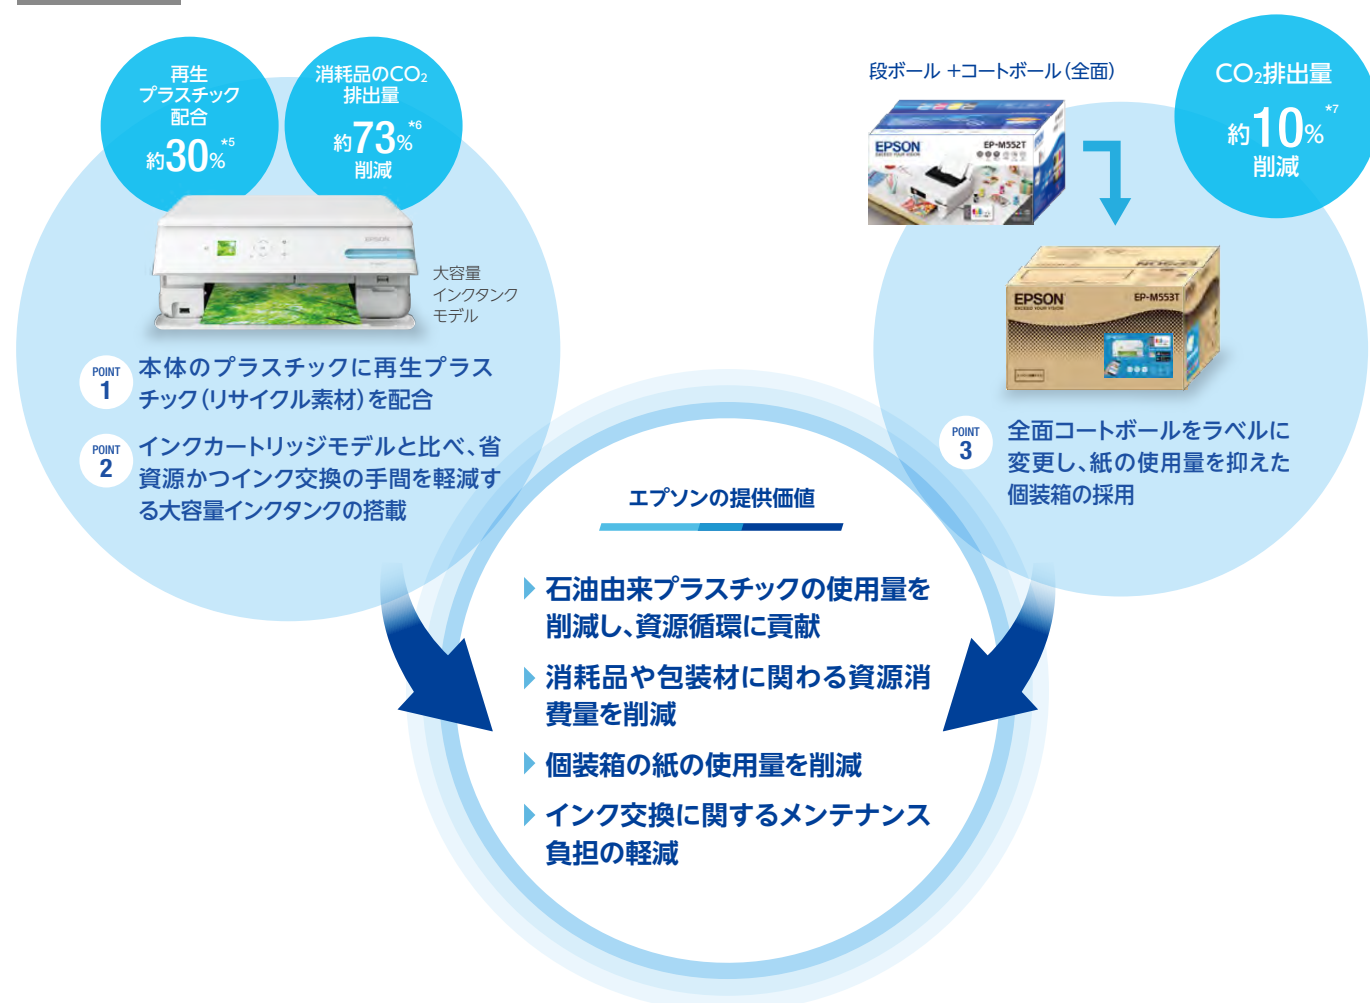 再生
プラスチック
配合
約30%*5
消耗品のCO2
排出量
約73%*6
削減
大容量
インクタンク
モデル
POINT
1
本体のプラスチックに再生プラス
チック(リサイクル素材)を配合
POINT
2
インクカートリッジモデルと比べ、省
資源かつインク交換の手間を軽減す
る大容量インクタンクの搭載
段ボール +コートボール(全面)
EPSON
EXCEED YOUR VISION
EP-M552T
CO2排出量
約10%*7
削減
EPSON
EXCEED YOUR VISION
EP-M553T
EPSON
POINT
3
全面コートボールをラベルに
変更し、紙の使用量を抑えた
個装箱の採用
エプソンの提供価値
石油由来プラスチックの使用量を
削減し、資源循環に貢献
消耗品や包装材に関わる資源消
費量を削減
個装箱の紙の使用量を削減
インク交換に関するメンテナンス
負担の軽減